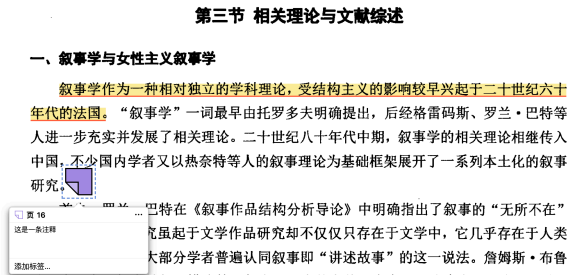 第三节 相关理论与文献综述
一、叙事学与女性主义叙事学
叙事学作为一种相对独立的学科理论，受结构主义的影响较早兴起于二十世纪六十
年代的法国。“叙事学”一词最早由托罗多夫明确提出，后经格雷码斯、罗兰·巴特等
人进一步充实并发展了相关理论。二十世纪八十年代中期，叙事学的相关理论相继传入
中国，不少国内学者又以热奈特等人的叙事理论为基础框架展开了一系列本土化的叙事
研究。
巴特在《叙事作品结构分析导论》中明确指出了叙事的“无所不在”
究虽起于文学作品研究却不仅仅只存在于文学中，它几乎存在于人类
大部分学者普遍认同叙事即“讲述故事”的这一说法。詹姆斯·布鲁
页 16
这是一条注释
添加标签...